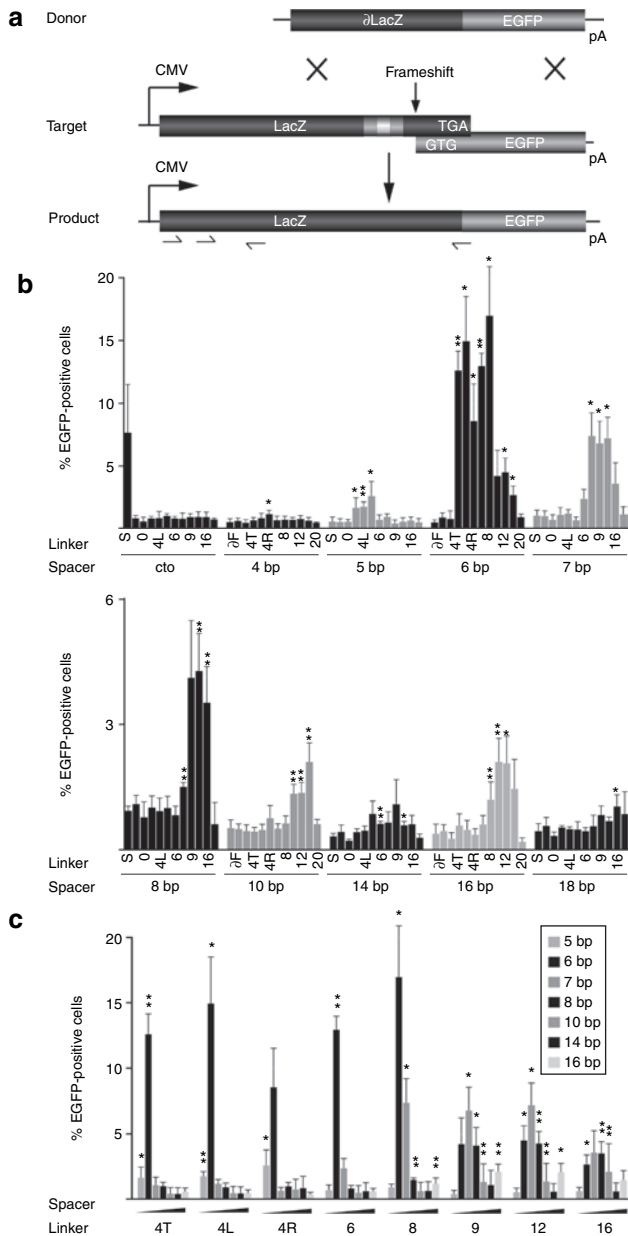 a
Donor
∂LacZ
EGFP
pA
CMV
Frameshift
Target
LacZ
TGA
GTG
EGFP
pA
CMV
Product
LacZ
EGFP
pA
b
20
15
10
5
% EGFP-positive cells
* * * * * * * * * * * * * * * * * *
Linker
S 0 4L 6 9 16
∂F 4T 4R 8 12 20
S 0 4L 6 9 16
∂F 4T 4R 8 12 20
S 0 4L 6 9 16
Spacer
cto
4 bp
5 bp
6 bp
7 bp
6
3
% EGFP-positive cells
Linker
S 0 4L 6 9 16
∂F 4T 4R 8 12 20
S 0 4L 6 9 16
∂F 4T 4R 8 12 20
S 0 4L 6 9 16
Spacer
8 bp
10 bp
14 bp
16 bp
18 bp
c
20
15
10
5
% EGFP-positive cells
5 bp
6 bp
7 bp
8 bp
10 bp
14 bp
16 bp
Spacer
Linker
4T
4L
4R
6
8
9
12
16